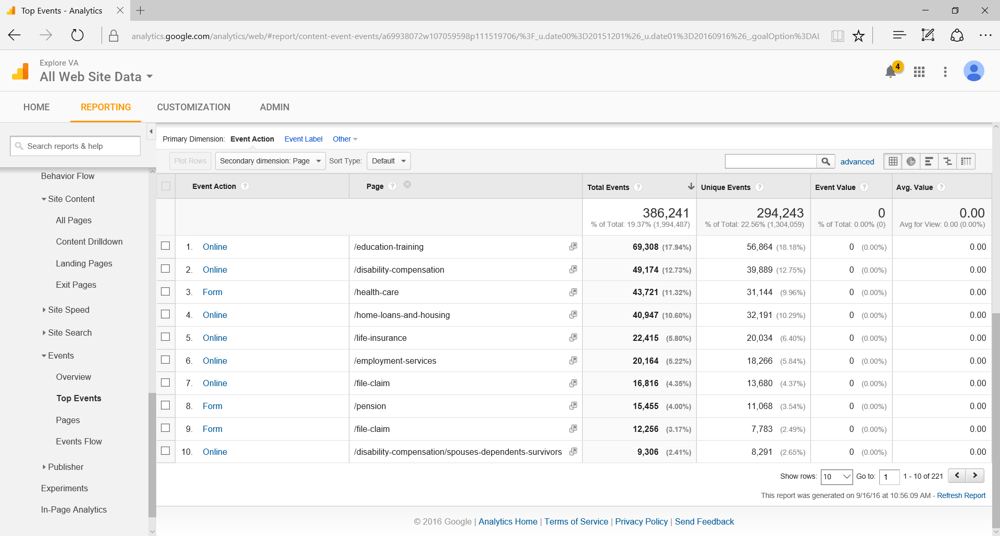 Top Events - Analytics
analytics.google.com/analytics/web/#report/content-event-events/a69938072w107059598p111519706/%3F_u.date00%3D20151201%26_u.date01%3D20160916%26_.goalOption%3DAL
Explore VA
All Web Site Data
4
HOME REPORTING CUSTOMIZATION ADMIN
Search reports & help
Behavior Flow
Site Content
All Pages
Content Drilldown
Landing Pages
Exit Pages
Site Speed
Site Search
Events
Overview
Top Events
Pages
Events Flow
Publisher
Experiments
In-Page Analytics
Primary Dimension: Event Action Event Label Other
Plot Rows Secondary dimension: Page Sort Type: Default advanced
Event Action ? Page ? Total Events ? Unique Events ? Event Value ? Avg. Value ?
386,241 294,243 0 0.00
% of Total: 19.37% (1,994,487) % of Total: 22.56% (1,304,059) % of Total: 0.00% (0) Avg for View: 0.00 (0.00%)
1. Online /education-training 69,308 (17.94%) 56,864 (18.18%) 0 (0.00%) 0.00
2. Online /disability-compensation 49,174 (12.73%) 39,889 (12.75%) 0 (0.00%) 0.00
3. Form /health-care 43,721 (11.32%) 31,144 (9.96%) 0 (0.00%) 0.00
4. Online /home-loans-and-housing 40,947 (10.60%) 32,191 (10.29%) 0 (0.00%) 0.00
5. Online /life-insurance 22,415 (5.80%) 20,034 (6.40%) 0 (0.00%) 0.00
6. Online /employment-services 20,164 (5.22%) 18,266 (5.84%) 0 (0.00%) 0.00
7. Online /file-claim 16,816 (4.35%) 13,680 (4.37%) 0 (0.00%) 0.00
8. Form /pension 15,455 (4.00%) 11,068 (3.54%) 0 (0.00%) 0.00
9. Form /file-claim 12,256 (3.17%) 7,783 (2.49%) 0 (0.00%) 0.00
10. Online /disability-compensation/spouses-dependents-survivors 9,306 (2.41%) 8,291 (2.65%) 0 (0.00%) 0.00
Show rows: 10 Go to: 1 1 - 10 of 221
This report was generated on 9/16/16 at 10:56:09 AM - Refresh Report
© 2016 Google | Analytics Home | Terms of Service | Privacy Policy | Send Feedback